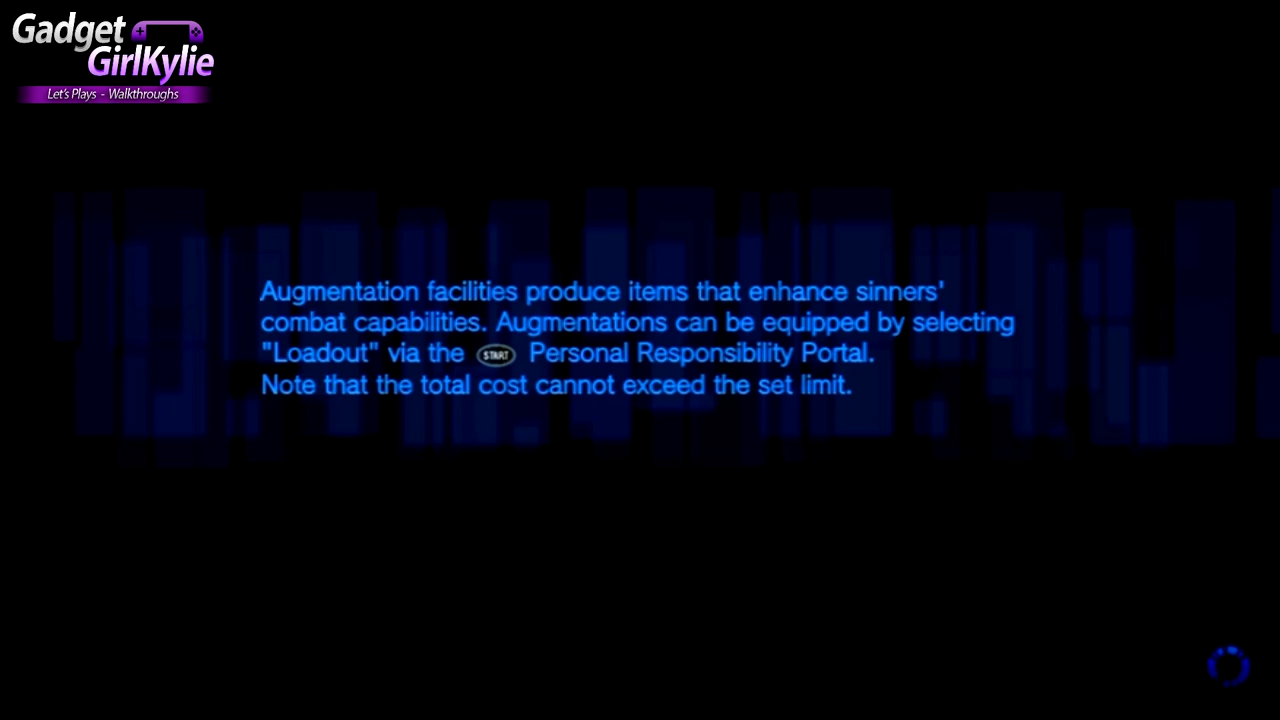 Gadget
GirlKylie
Let's Plays - Walkthroughs
Augmentation facilities produce items that enhance sinners'
combat capabilities. Augmentations can be equipped by selecting
"Loadout" via the START Personal Responsibility Portal.
Note that the total cost cannot exceed the set limit.